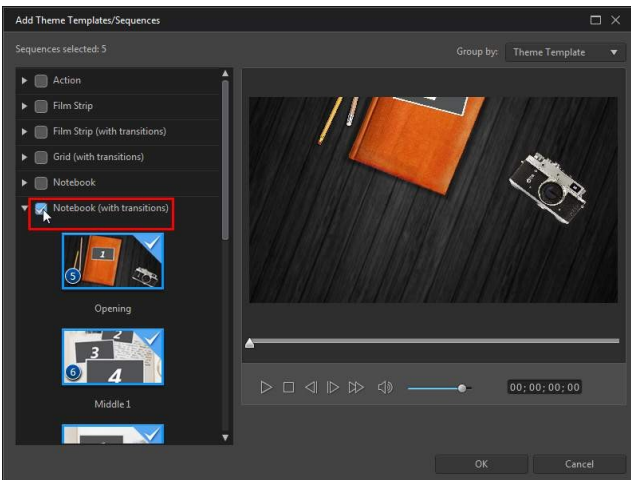 Add Theme Templates/Sequences
Sequences selected: 5
Group by: Theme Template
Action
Film Strip
Film Strip (with transitions)
Grid (with transitions)
Notebook
Notebook (with transitions)
1
5
Opening
2
3
6
4
Middle 1
00;00;00;00
OK
Cancel